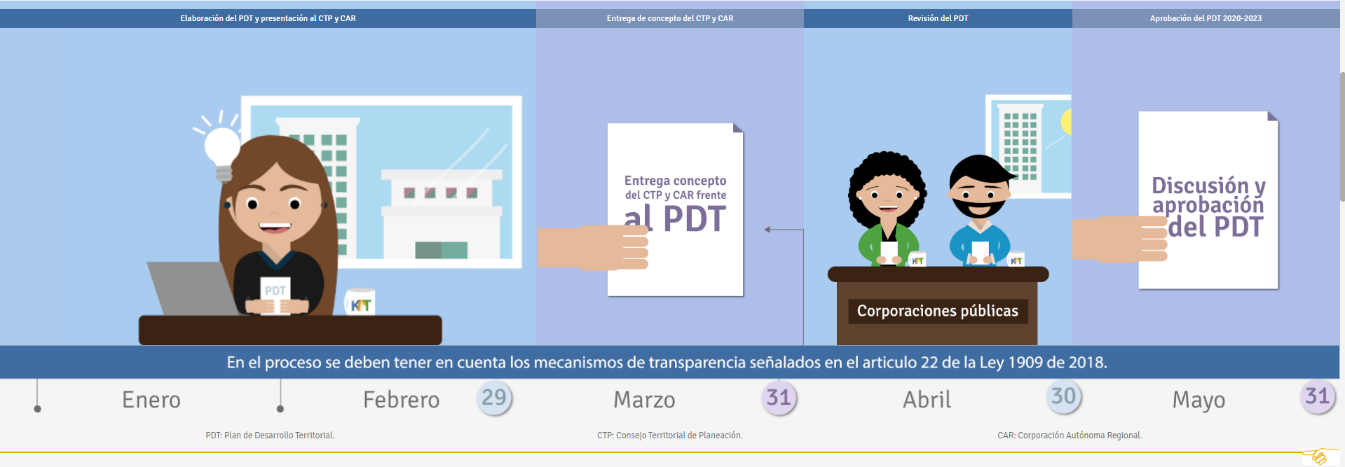 Elaboración del PDT y presentación al CTP y CAR
Entrega de concepto del CTP y CAR
Revisión del PDT
Aprobación del PDT 2020-2023
PDT
KPT
Entrega concepto
del CTP y CAR frente
al PDT
KPT
KPT
Corporaciones públicas
Discusión y
aprobación
del PDT
En el proceso se deben tener en cuenta los mecanismos de transparencia señalados en el articulo 22 de la Ley 1909 de 2018.
Enero
Febrero
29
Marzo
31
Abril
30
Mayo
31
PDT: Plan de Desarrollo Territorial.
CTP: Consejo Territorial de Planeación.
CAR: Corporación Autónoma Regional.